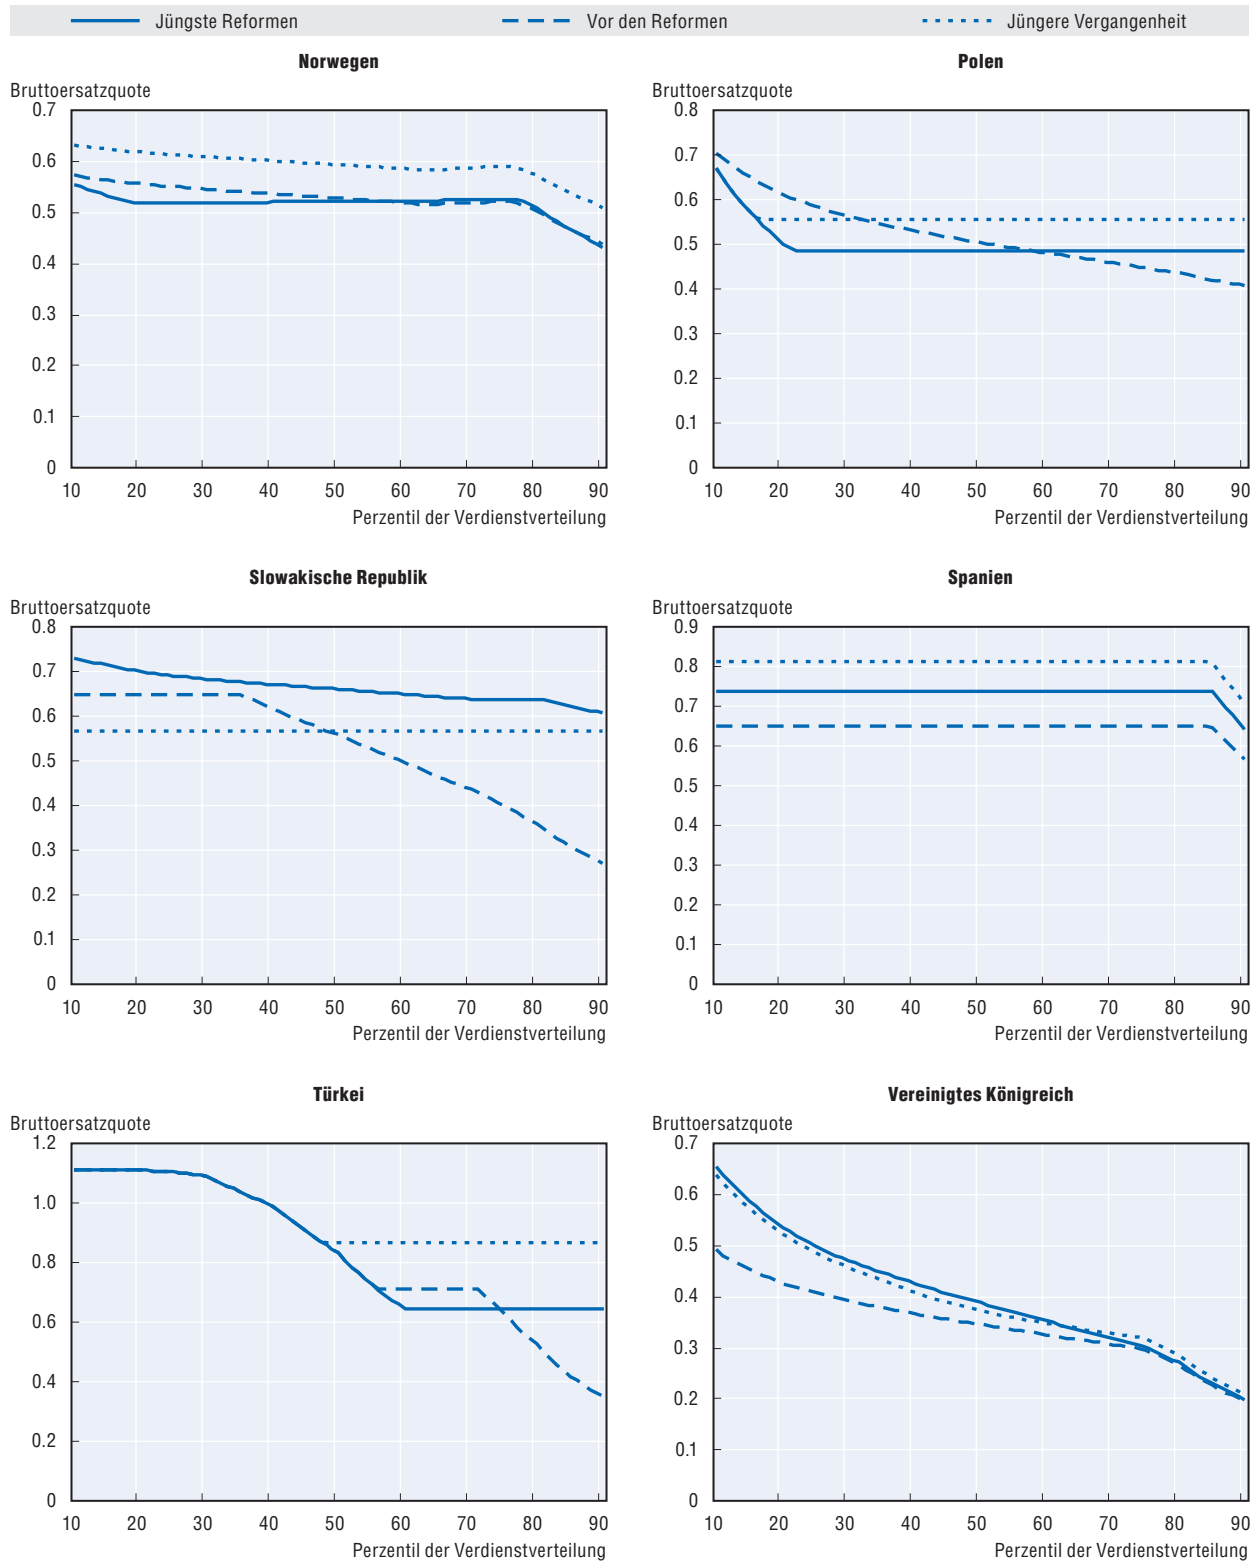 Jüngste Reformen Vor den Reformen Jüngere Vergangenheit
Norwegen
Bruttoersatzquote
0.7
0.6
0.5
0.4
0.3
0.2
0.1
0
10 20 30 40 50 60 70 80 90
Perzentil der Verdienstverteilung
Polen
Bruttoersatzquote
0.8
0.7
0.6
0.5
0.4
0.3
0.2
0.1
0
10 20 30 40 50 60 70 80 90
Perzentil der Verdienstverteilung
Slowakische Republik
Bruttoersatzquote
0.8
0.7
0.6
0.5
0.4
0.3
0.2
0.1
0
10 20 30 40 50 60 70 80 90
Perzentil der Verdienstverteilung
Spanien
Bruttoersatzquote
0.9
0.8
0.7
0.6
0.5
0.4
0.3
0.2
0.1
0
10 20 30 40 50 60 70 80 90
Perzentil der Verdienstverteilung
Türkei
Bruttoersatzquote
1.2
1.0
0.8
0.6
0.4
0.2
0
10 20 30 40 50 60 70 80 90
Perzentil der Verdienstverteilung
Vereinigtes Königreich
Bruttoersatzquote
0.7
0.6
0.5
0.4
0.3
0.2
0.1
0
10 20 30 40 50 60 70 80 90
Perzentil der Verdienstverteilung